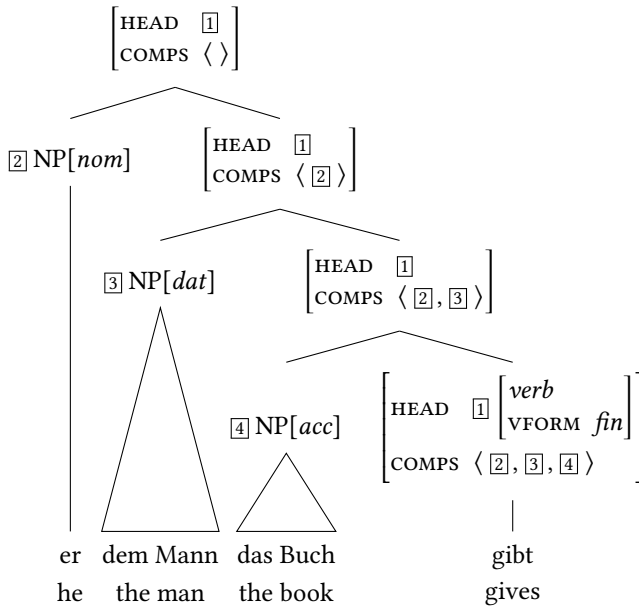 HEAD 1
COMPS ⟨ ⟩
2 NP[nom]
HEAD 1
COMPS ⟨ 2 ⟩
3 NP[dat]
HEAD 1
COMPS ⟨ 2 , 3 ⟩
4 NP[acc]
HEAD 1 [verb
VFORM fin]
COMPS ⟨ 2 , 3 , 4 ⟩
er dem Mann das Buch gibt
he the man the book gives